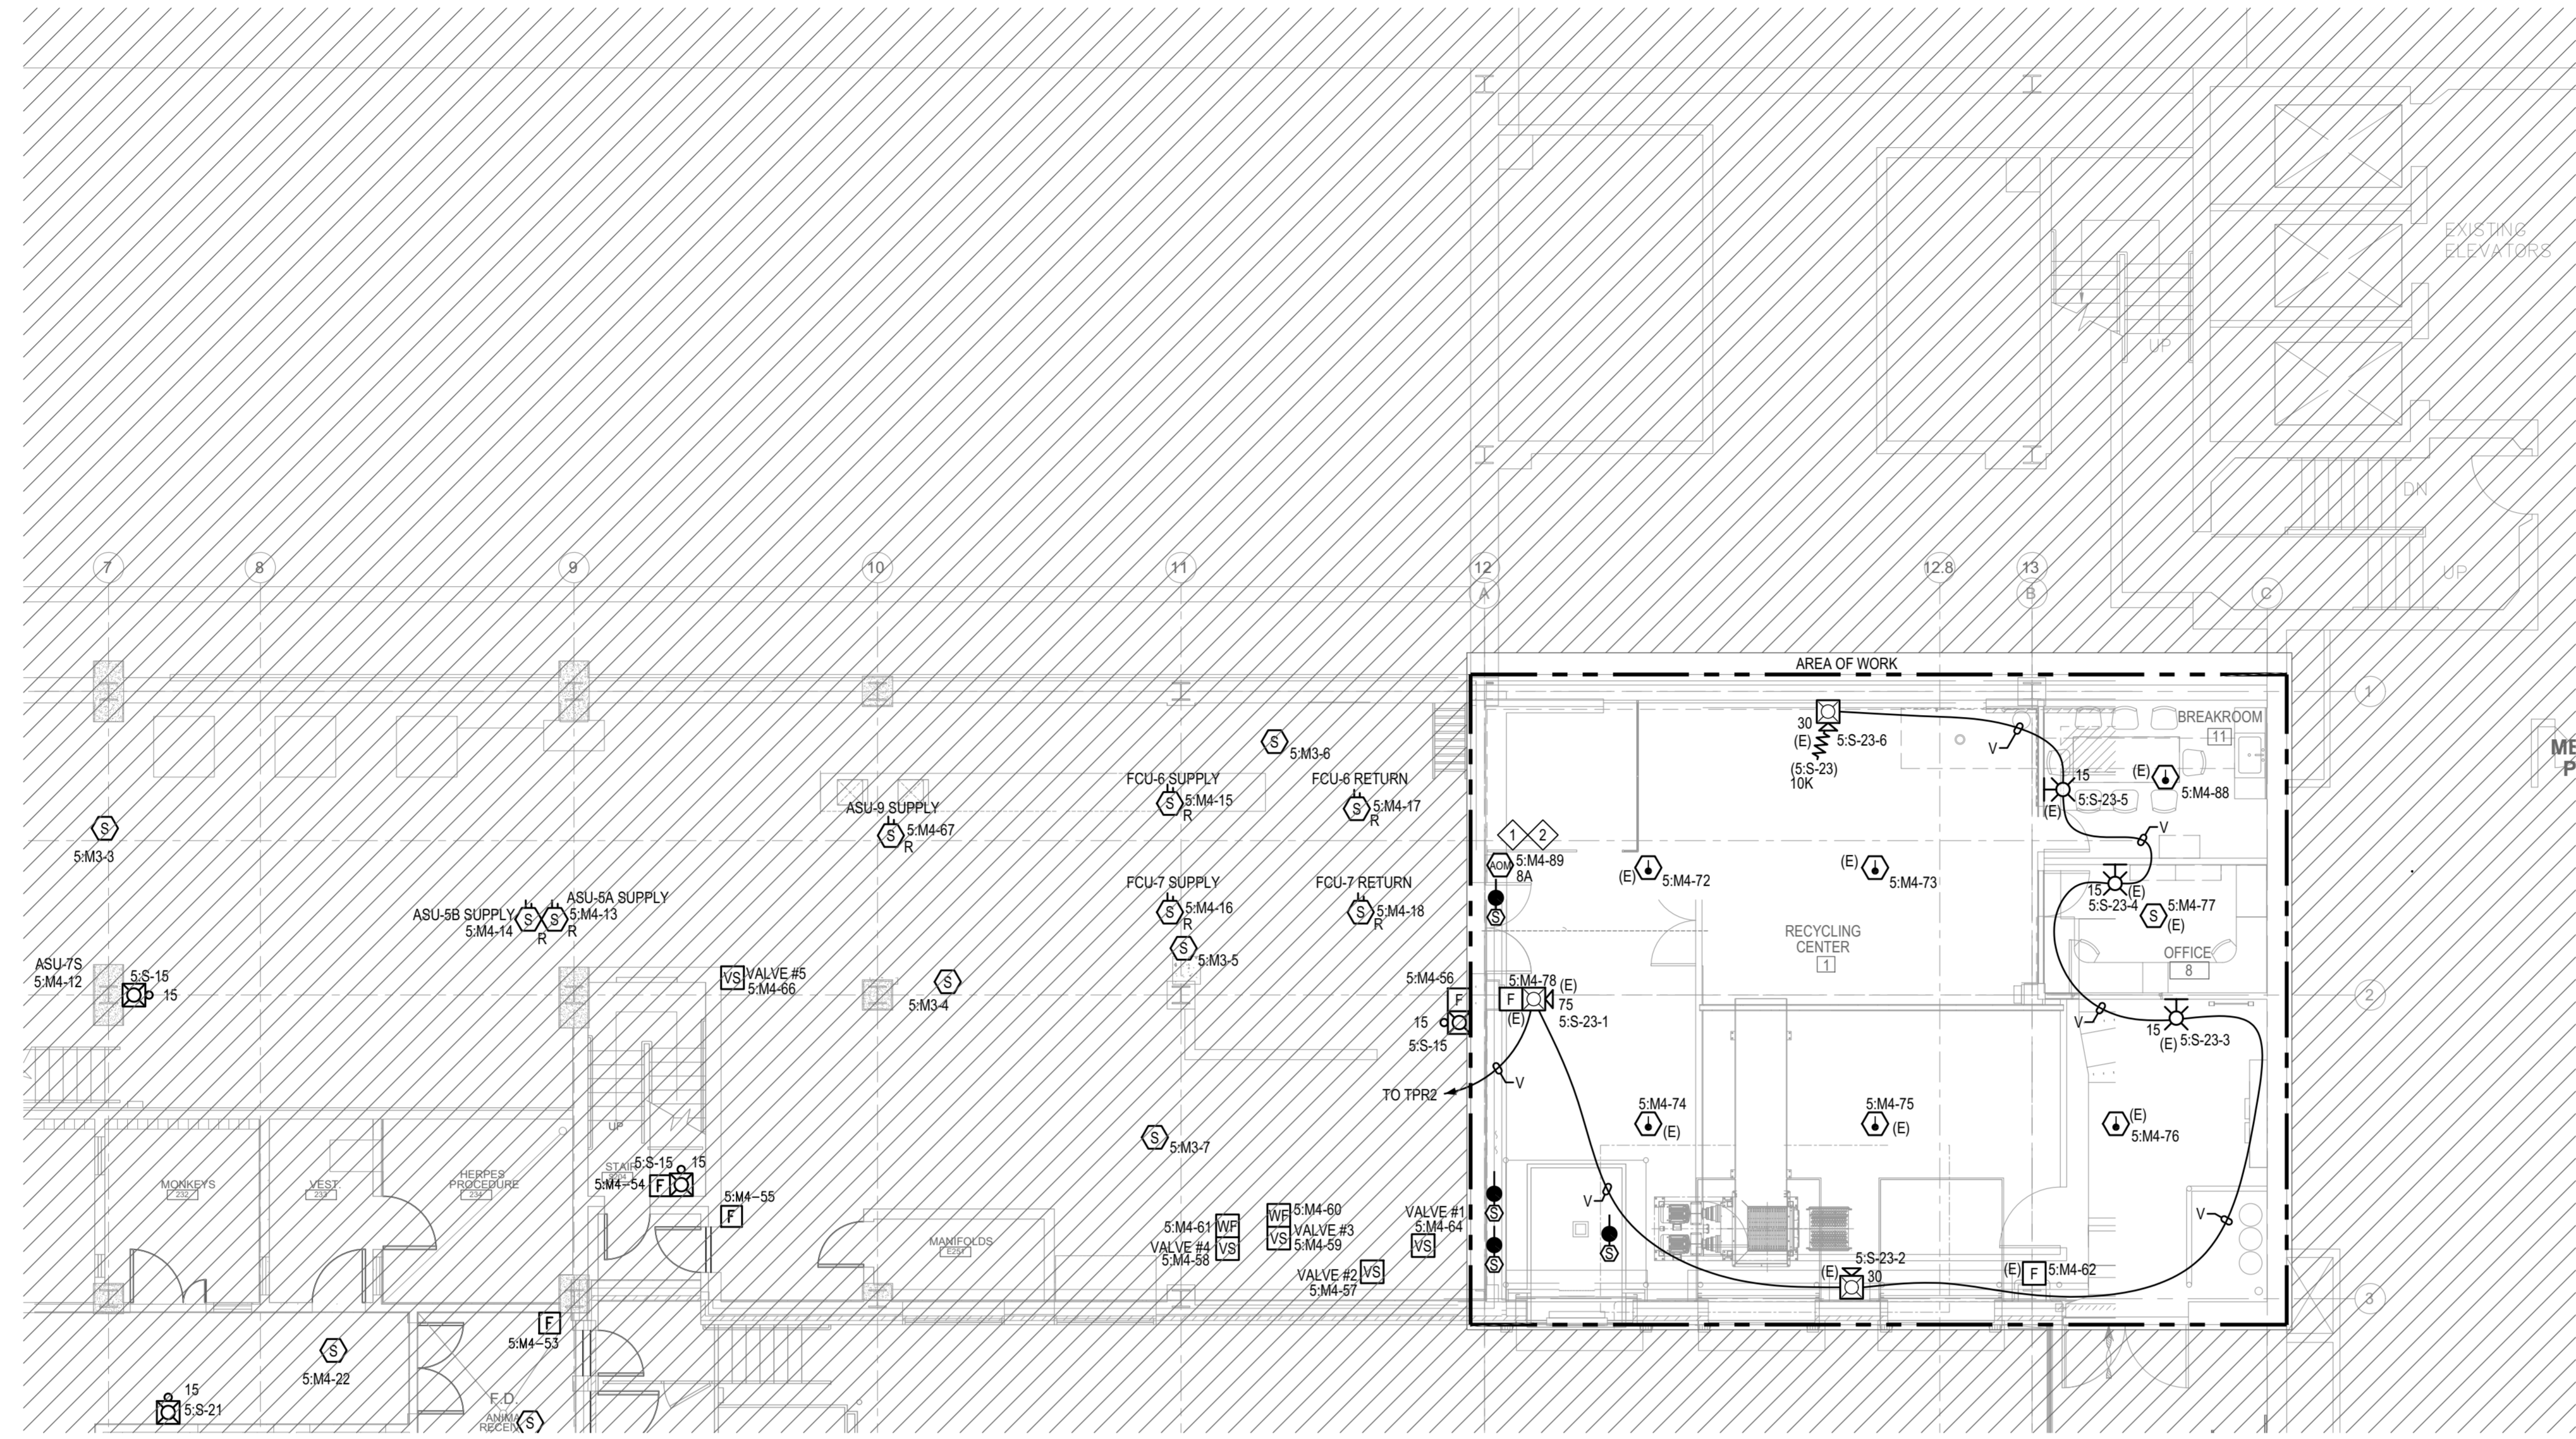 EXISTING
ELEVATORS
UP
DN
UP
7
8
9
10
11
12
A
12.8
13
B
C
AREA OF WORK
1
BREAKROOM
11
30
(E)
5:S-23-6
(5:S-23)
10K
V
15
5:S-23-5
(E)
(E)
5:M4-88
V
S
5:M3-6
FCU-6 SUPPLY
S
5:M4-15
R
FCU-6 RETURN
S
5:M4-17
R
ASU-9 SUPPLY
S
5:M4-67
R
S
5:M3-3
1
2
AOM
5:M4-89
8A
S
(E)
5:M4-72
(E)
5:M4-73
15
(E)
5:S-23-4
S
5:M4-77
(E)
OFFICE
8
FCU-7 SUPPLY
S
5:M4-16
R
FCU-7 RETURN
S
5:M4-18
R
ASU-5A SUPPLY
S
5:M4-13
R
ASU-5B SUPPLY
S
5:M4-14
R
S
5:M3-5
RECYCLING
CENTER
1
ASU-7S
5:M4-12
5:S-15
15
VS
VALVE #5
5:M4-66
S
5:M3-4
5:M4-56
F
15
5:S-15
5:M4-78
F
(E)
(E)
75
5:S-23-1
2
V
15
(E)
5:S-23-3
V
TO TPR2
5:M4-74
(E)
5:M4-75
(E)
(E)
5:M4-76
S
5:M3-7
UP
STAIR
5:S-15
15
5:M4-54
F
5:M4-55
F
MONKEYS
232
VEST.
233
HERPES
PROCEDURE
234
MANIFOLDS
E251
5:M4-61
WF
VALVE #4
VS
5:M4-58
WF
5:M4-60
VS
VALVE #3
5:M4-59
VALVE #1
5:M4-64
VS
VALVE #2
VS
5:M4-57
S
S
S
V
V
5:S-23-2
(E)
30
(E)
F
5:M4-62
3
F
5:M4-53
S
5:M4-22
15
5:S-21
F.D.
S